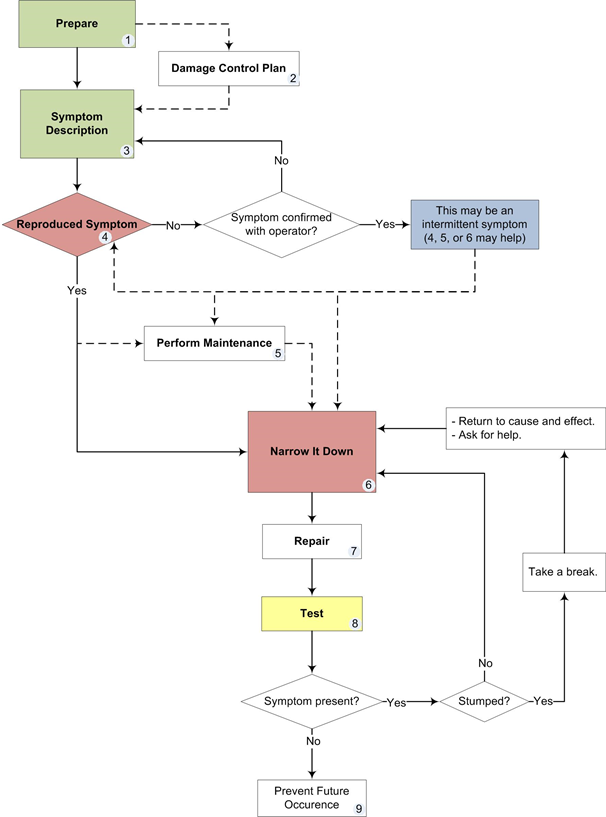 Prepare
1
Damage Control Plan
2
Symptom
Description
3
No
Reproduced Symptom
4
No
Symptom confirmed
with operator?
Yes
This may be an
intermittent symptom
(4, 5, or 6 may help)
Yes
Perform Maintenance
5
- Return to cause and effect.
- Ask for help.
Narrow It Down
6
Repair
7
Take a break.
Test
8
No
Symptom present?
Yes
Stumped?
Yes
No
Prevent Future
Occurence
9